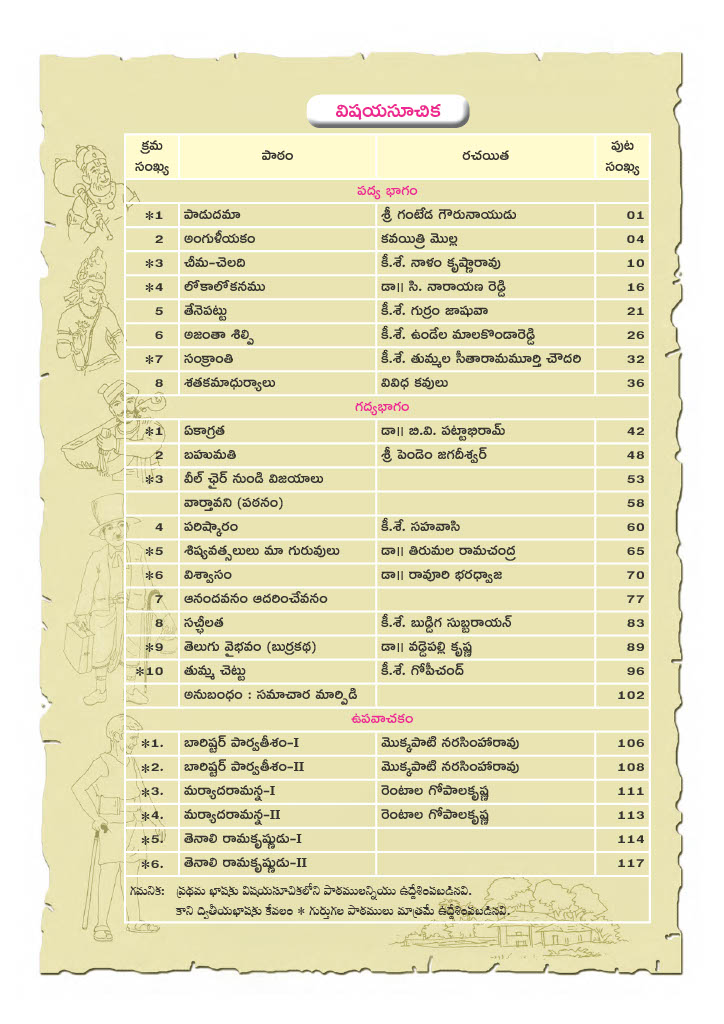 విషయసూచిక
క్రమ సంఖ్య పాఠం రచయిత పుట సంఖ్య
పద్య భాగం
*1 పాడుదమా శ్రీ గంటేడ గౌరునాయుడు 01
2 అంగుళీయకం కవయిత్రి మొల్ల 04
*3 చీమ-చెలది కీ.శే. నాళం కృష్ణారావు 10
*4 లోకాలోకనము డా|| సి. నారాయణ రెడ్డి 16
5 తేనెపట్టు కీ.శే. గుర్రం జాషువా 21
6 అజంతా శిల్పి కీ.శే. ఉండేల మాలకొండారెడ్డి 26
*7 సంక్రాంతి కీ.శే. తుమ్మల సీతారామమూర్తి చౌదరి 32
8 శతకమాధుర్యాలు వివిధ కవులు 36
గద్యభాగం
*1 ఏకాగ్రత డా|| బి.వి. పట్టాభిరామ్ 42
2 బహుమతి శ్రీ పెండెం జగదీశ్వర్ 48
*3 వీల్ ఛైర్ నుండి విజయాలు 53
వార్తావని (పఠనం) 58
4 పరిష్కారం కీ.శే. సహవాసి 60
*5 శిష్యవత్సలులు మా గురువులు డా|| తిరుమల రామచంద్ర 65
*6 విశ్వాసం డా|| రావూరి భరధ్వాజ 70
7 ఆనందవనం ఆదరించేవనం 77
8 సచ్ఛీలత కీ.శే. బుడ్డిగ సుబ్బరాయన్ 83
*9 తెలుగు వైభవం (బుర్రకథ) డా|| వడ్డెపల్లి కృష్ణ 89
*10 తుమ్మ చెట్టు కీ.శే. గోపీచంద్ 96
అనుబంధం : సమాచార మార్పిడి 102
ఉపవాచకం
*1. బారిష్టర్ పార్వతీశం-I మొక్కపాటి నరసింహారావు 106
*2. బారిష్టర్ పార్వతీశం-II మొక్కపాటి నరసింహారావు 108
*3. మర్యాదరామన్న-I రెంటాల గోపాలకృష్ణ 111
*4. మర్యాదరామన్న-II రెంటాల గోపాలకృష్ణ 113
*5. తెనాలి రామకృష్ణుడు-I 114
*6. తెనాలి రామకృష్ణుడు-II 117
గమనిక: ప్రథమ భాషకు విషయసూచికలోని పాఠములన్నియు ఉద్దేశింపబడినవి.
కాని ద్వితీయభాషకు కేవలం * గుర్తుగల పాఠములు మాత్రమే ఉద్దేశింపబడినవి.